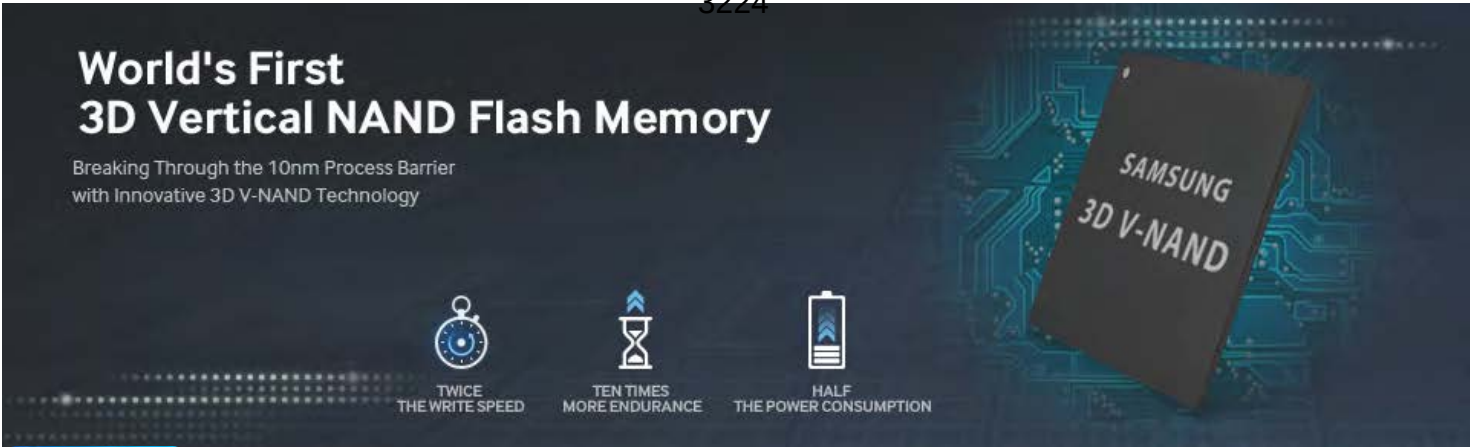 3224
World's First
3D Vertical NAND Flash Memory
Breaking Through the 10nm Process Barrier
with Innovative 3D V-NAND Technology
SAMSUNG
3D V-NAND
TWICE
THE WRITE SPEED
TEN TIMES
MORE ENDURANCE
HALF
THE POWER CONSUMPTION